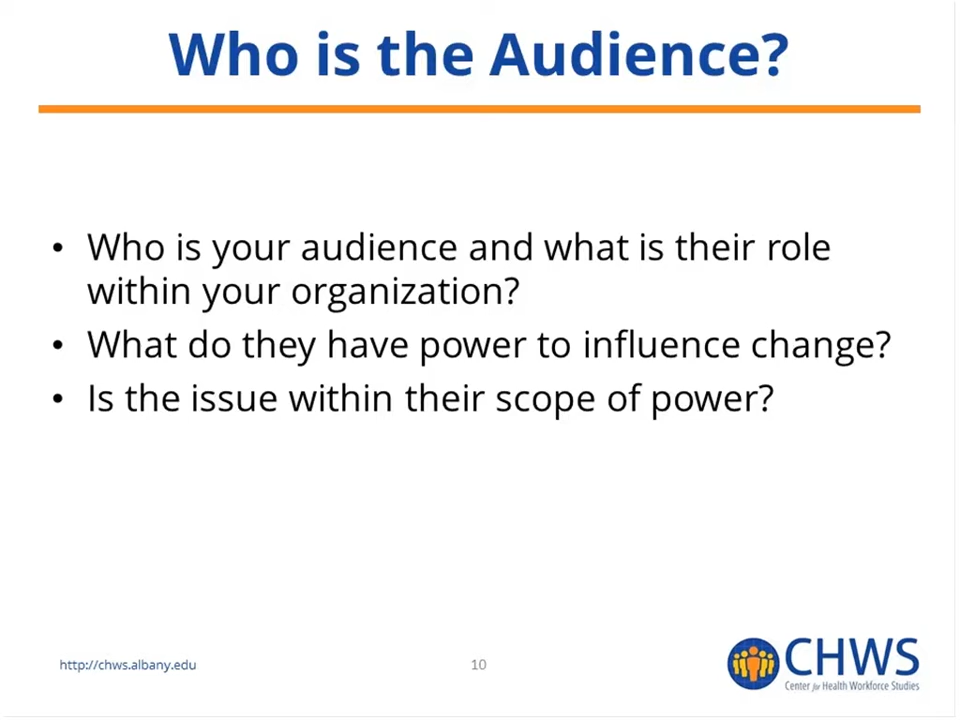 Who is the Audience?
• Who is your audience and what is their role
within your organization?
• What do they have power to influence change?
• Is the issue within their scope of power?
http://chws.albany.edu
10
CHWS
Center for Health Workforce Studies